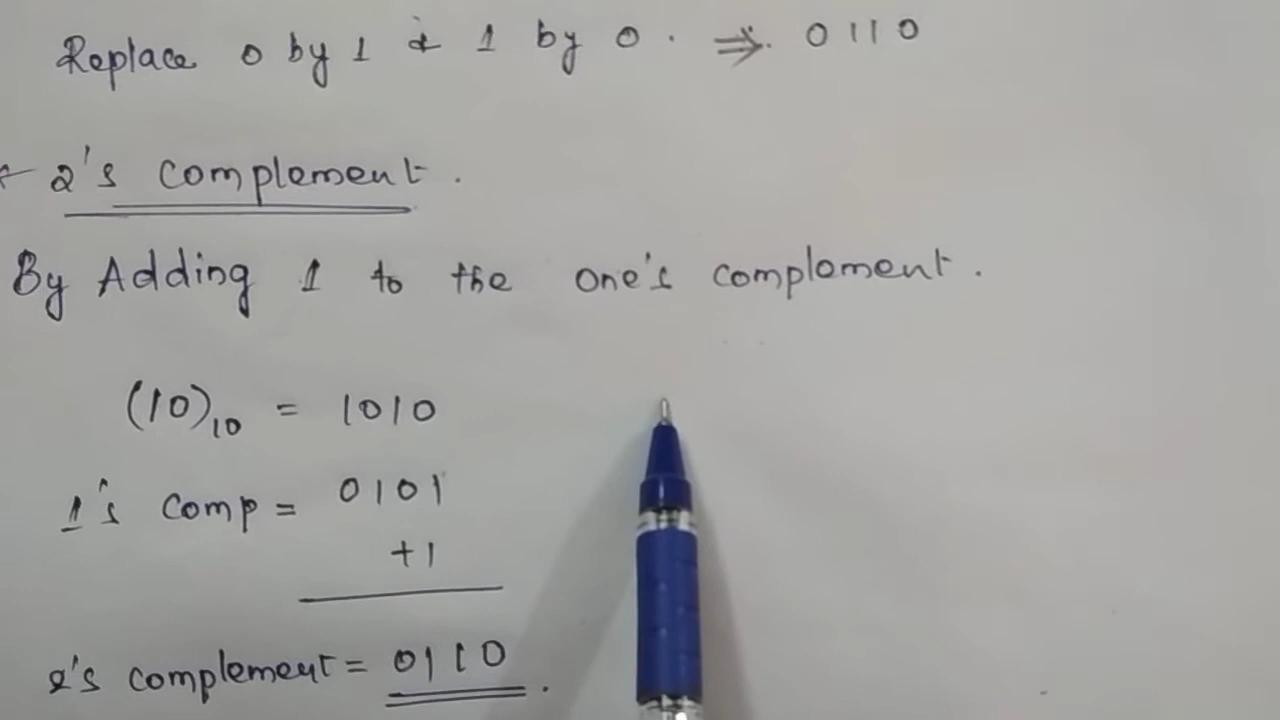 Replace 0 by 1 & 1 by 0. ⇒ 0110
2's complement.
By Adding 1 to the one's complement.
(10)₁₀ = 1010
1's comp = 0101
+1
2's complement = 0110.